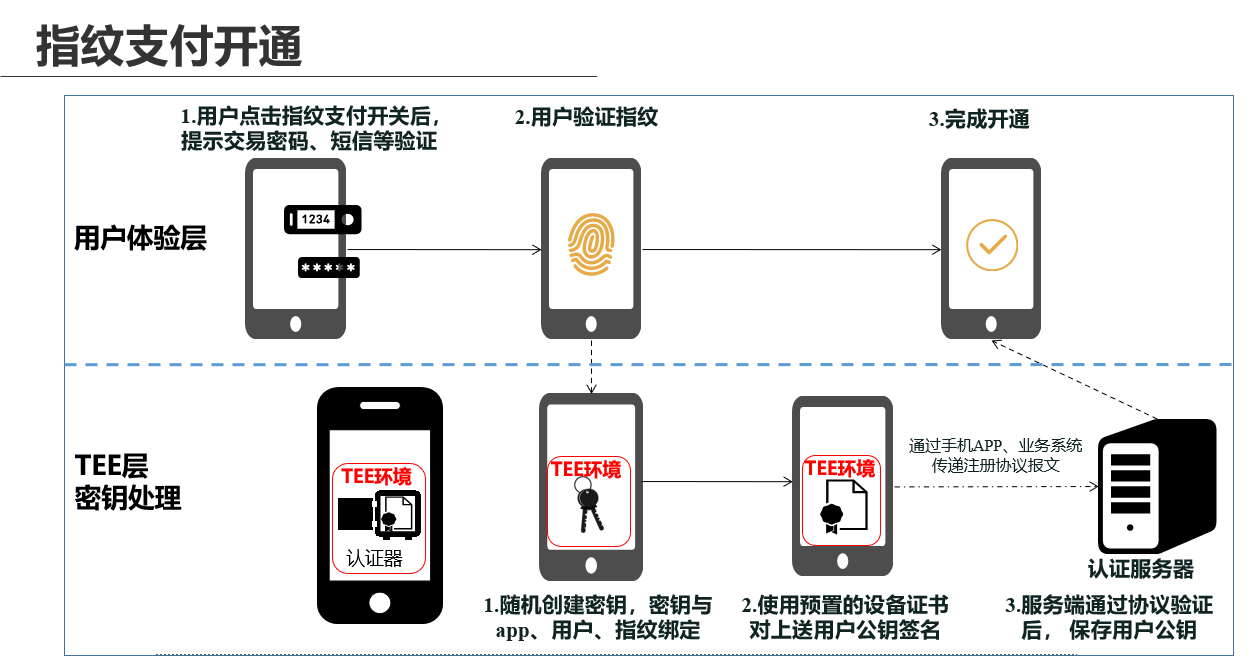 指纹支付开通
1.用户点击指纹支付开关后，
提示交易密码、短信等验证
2.用户验证指纹
3.完成开通
1234
*****
用户体验层
TEE层
密钥处理
TEE环境
认证器
TEE环境
TEE环境
通过手机APP、业务系统
传递注册协议报文
认证服务器
1.随机创建密钥，密钥与
app、用户、指纹绑定
2.使用预置的设备证书
对上送用户公钥签名
3.服务端通过协议验证
后， 保存用户公钥